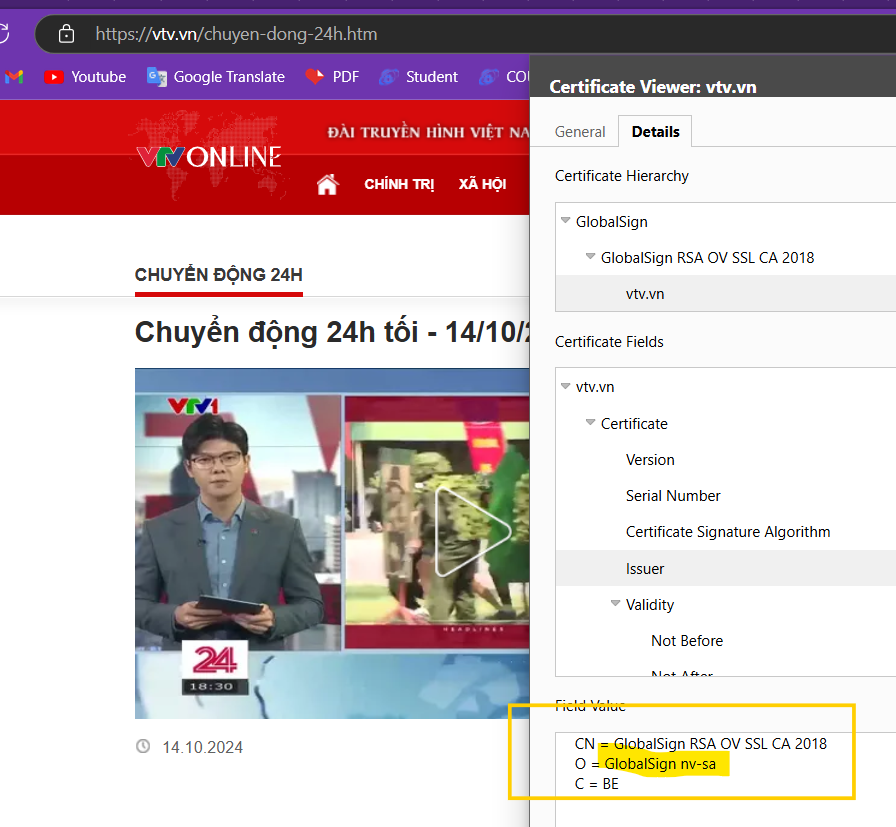 https://vtv.vn/chuyen-dong-24h.htm
Youtube
Google Translate
PDF
Student
Certificate Viewer: vtv.vn
VTV ONLINE
ĐÀI TRUYỀN HÌNH VIỆT NA
CHÍNH TRỊ
XÃ HỘI
CHUYỂN ĐỘNG 24H
Chuyển động 24h tối - 14/10/
VTV1
HEADLINES
24
18:30
14.10.2024
General
Details
Certificate Hierarchy
GlobalSign
GlobalSign RSA OV SSL CA 2018
vtv.vn
Certificate Fields
vtv.vn
Certificate
Version
Serial Number
Certificate Signature Algorithm
Issuer
Validity
Not Before
Not After
Field Value
CN = GlobalSign RSA OV SSL CA 2018
O = GlobalSign nv-sa
C = BE